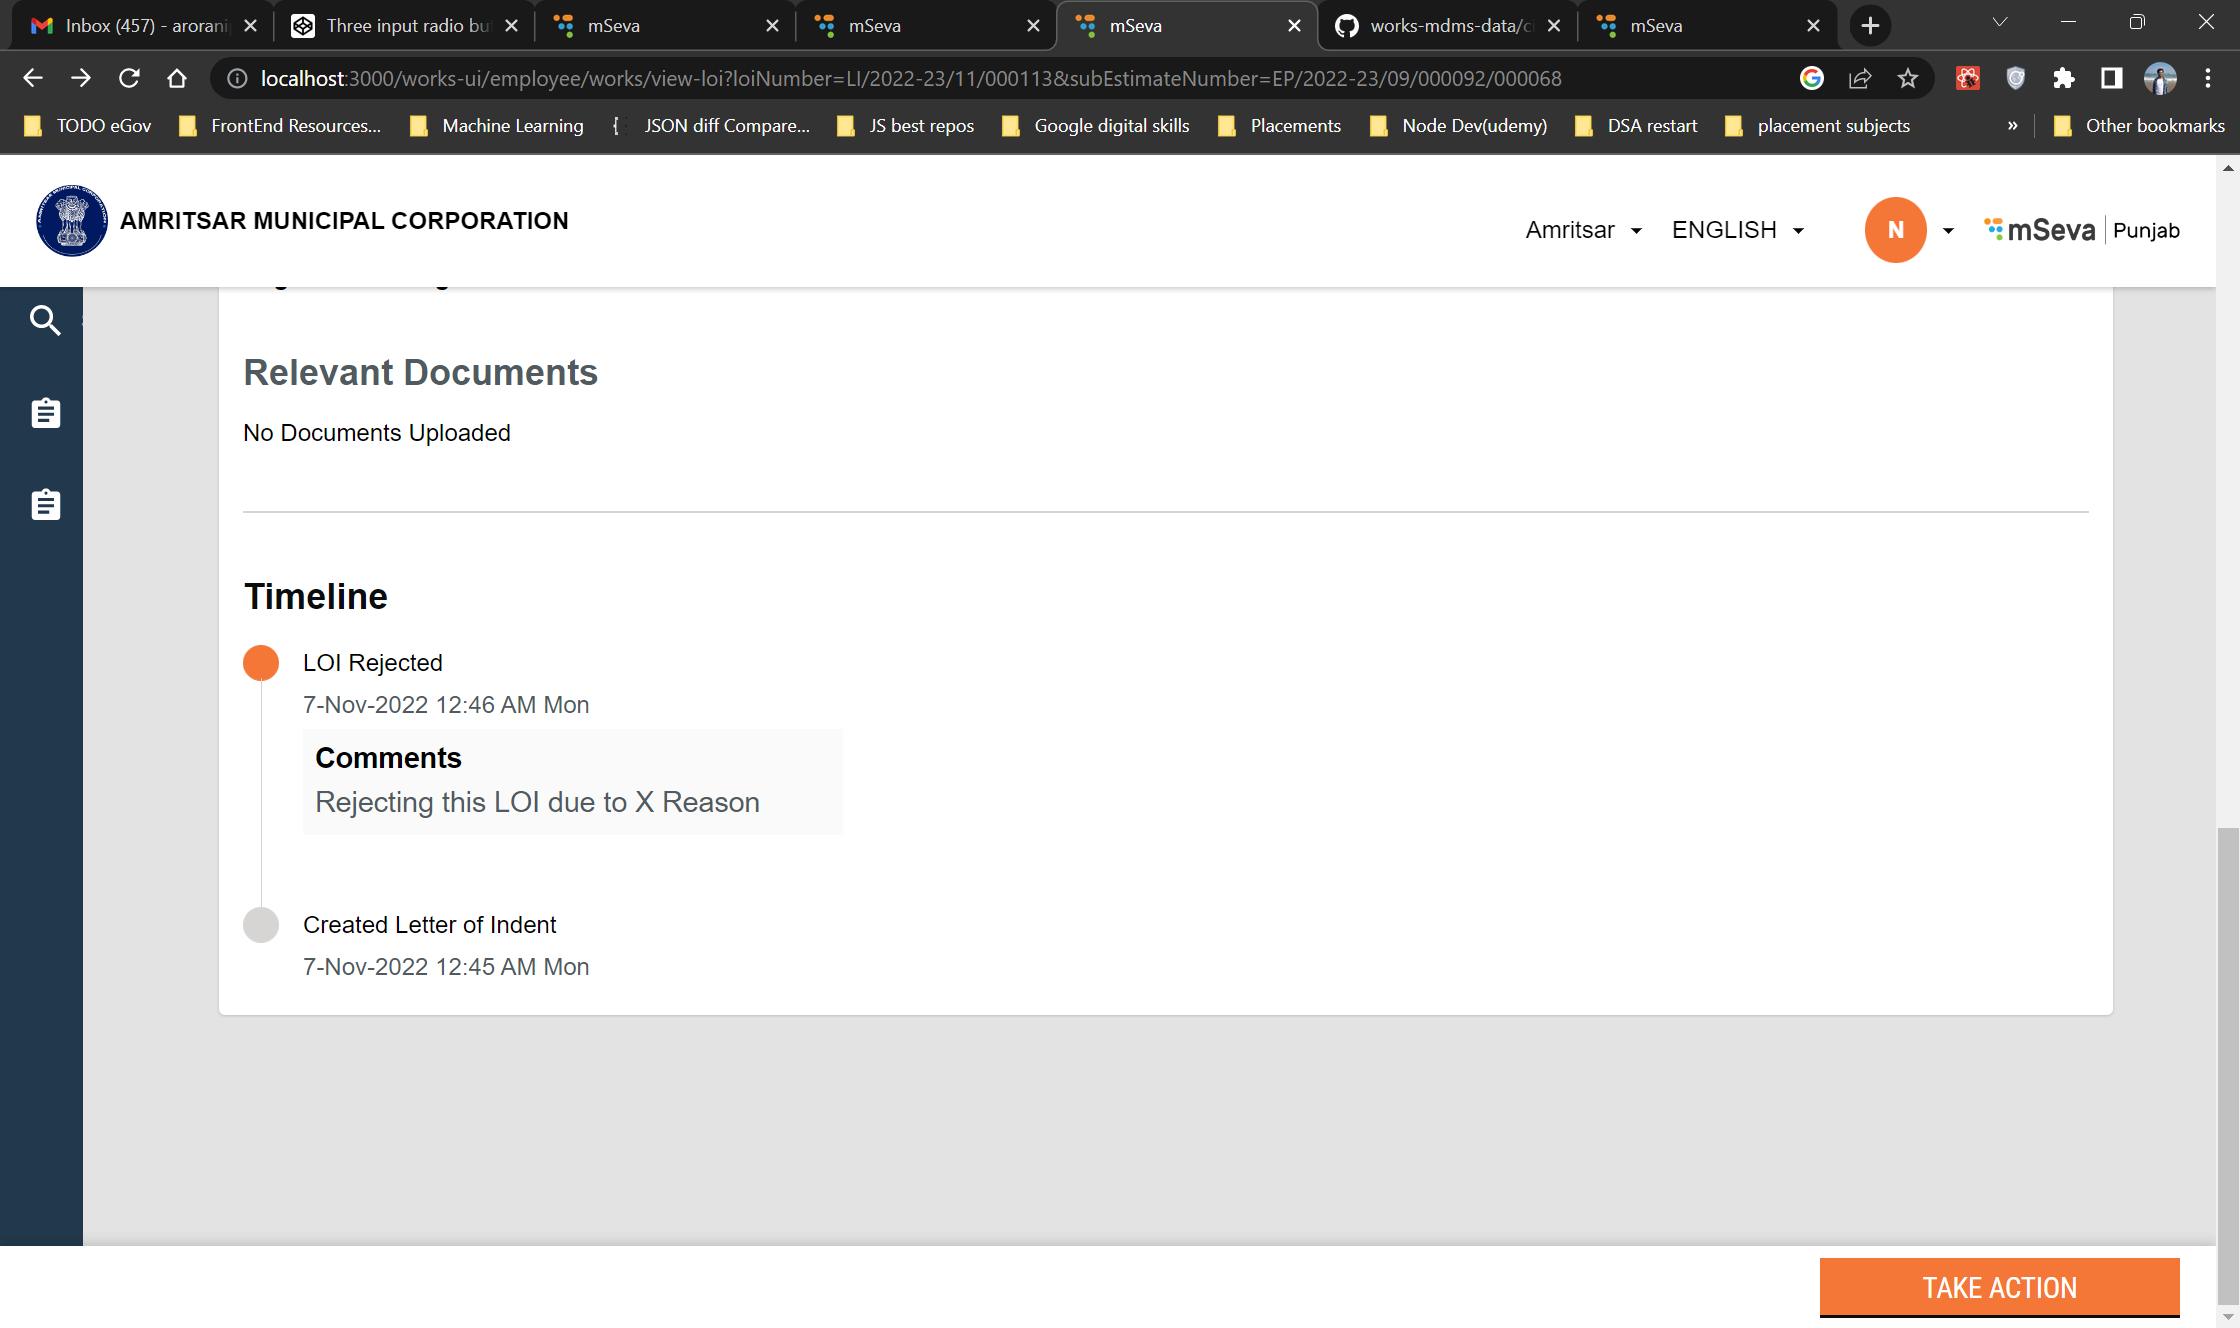 Inbox (457) - arorani
Three input radio bu
mSeva
mSeva
mSeva
works-mdms-data/ci
mSeva
localhost:3000/works-ui/employee/works/view-loi?loiNumber=LI/2022-23/11/000113&subEstimateNumber=EP/2022-23/09/000092/000068
TODO eGov
FrontEnd Resources...
Machine Learning
JSON diff Compare...
JS best repos
Google digital skills
Placements
Node Dev(udemy)
DSA restart
placement subjects
»
Other bookmarks
AMRITSAR MUNICIPAL CORPORATION
Amritsar
ENGLISH
N
mSeva
Punjab
Relevant Documents
No Documents Uploaded
Timeline
LOI Rejected
7-Nov-2022 12:46 AM Mon
Comments
Rejecting this LOI due to X Reason
Created Letter of Indent
7-Nov-2022 12:45 AM Mon
TAKE ACTION